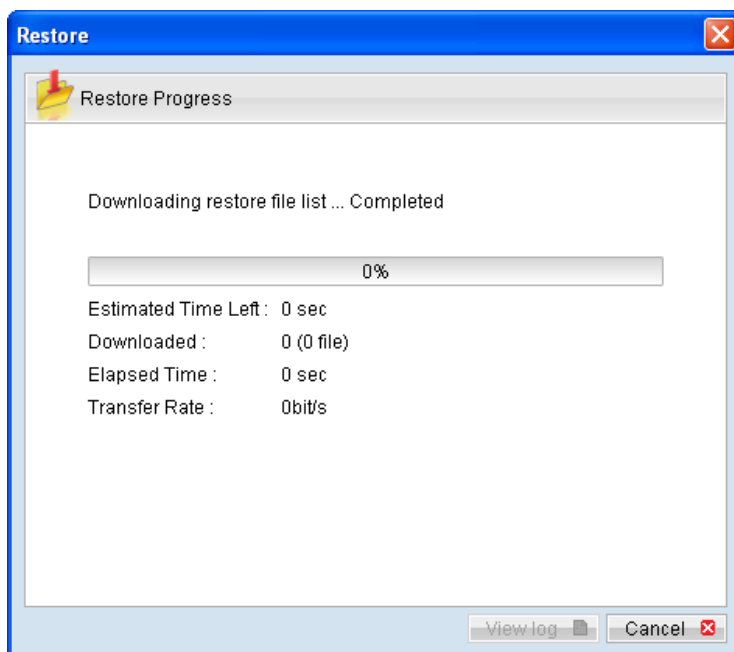 Restore
Restore Progress
Downloading restore file list ... Completed
0%
Estimated Time Left : 0 sec
Downloaded : 0 (0 file)
Elapsed Time : 0 sec
Transfer Rate : 0bit/s
View log Cancel